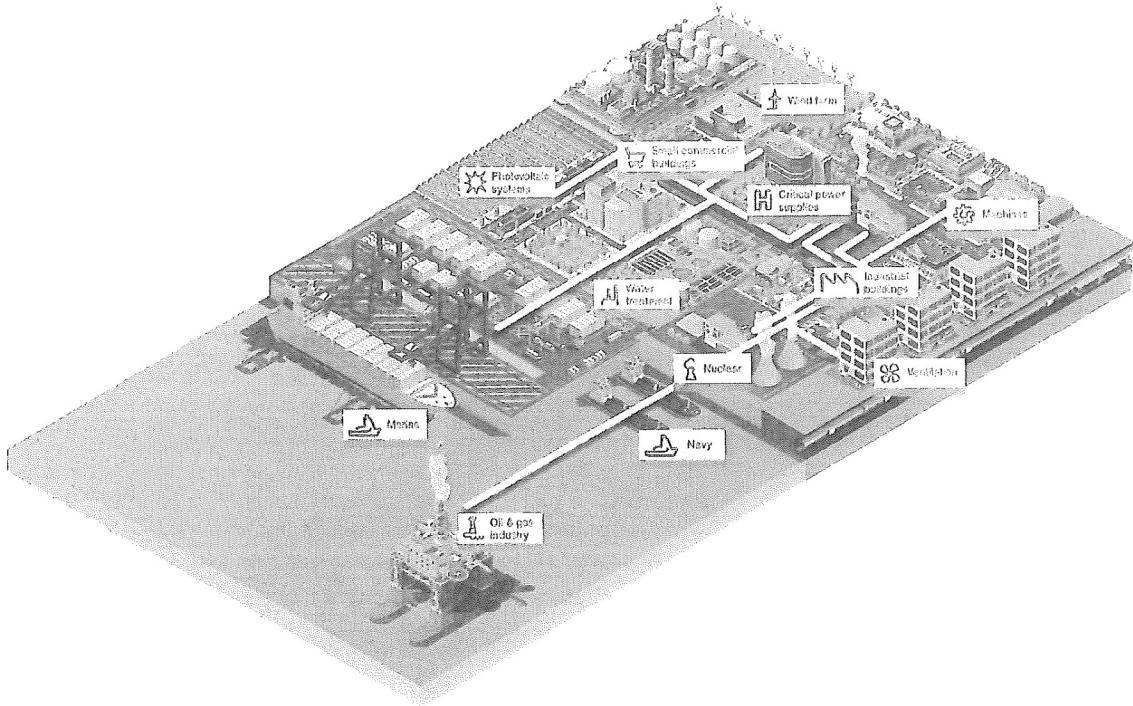 Wind farm
Small commercial
buildings
Photovoltaic
systems
Critical power
supplies
Machines
Industrial
buildings
Water
treatment
Nuclear
Ventilation
Marine
Navy
Oil & gas
industry